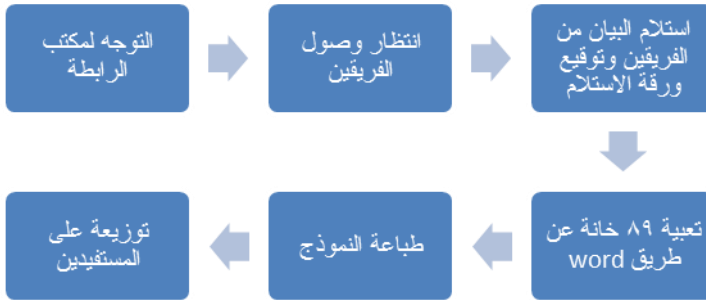 التوجه لمكتب
الرابطة
انتظار وصول
الفريقين
استلام البيان من
الفريقين وتوقيع
ورقة الاستلام
تعبية ٨٩ خانة عن
طريق word
طباعة النموذج
توزيعة على
المستفيدين